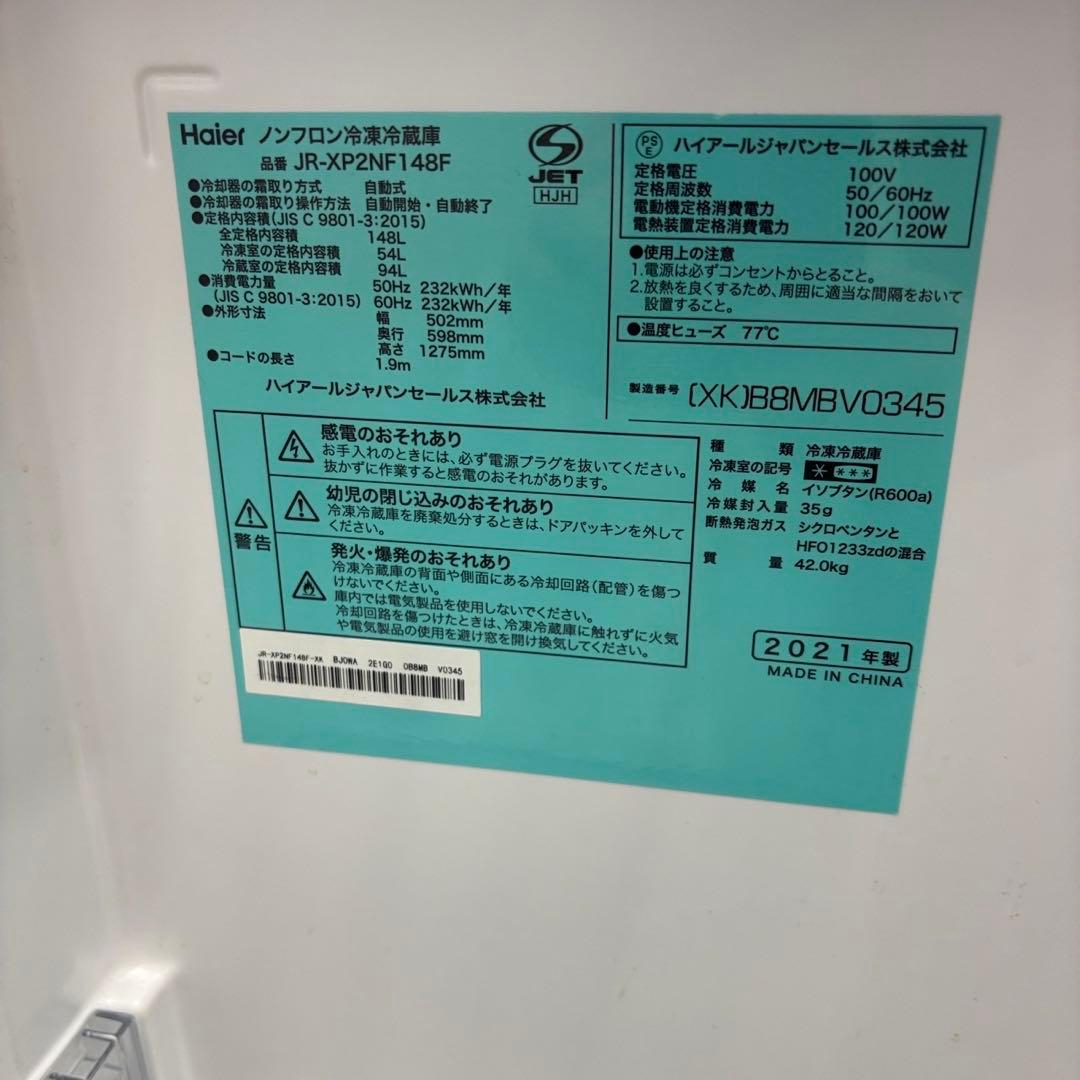 Haier ノンフロン冷凍冷蔵庫
品番 JR-XP2NF148F
●冷却器の霜取り方式 自動式
●冷却器の霜取り操作方法 自動開始・自動終了
●定格内容積(JIS C 9801-3:2015)
全定格内容積 148L
冷凍室の定格内容積 54L
冷蔵室の定格内容積 94L
●消費電力量 50Hz 232kWh/年
(JIS C 9801-3:2015) 60Hz 232kWh/年
●外形寸法 幅 502mm
奥行 598mm
高さ 1275mm
●コードの長さ 1.9m
ハイアールジャパンセールス株式会社
JET
HJH
PS
E
ハイアールジャパンセールス株式会社
定格電圧 100V
定格周波数 50/60Hz
電動機定格消費電力 100/100W
電熱装置定格消費電力 120/120W
●使用上の注意
1.電源は必ずコンセントからとること。
2.放熱を良くするため、周囲に適当な間隔をおいて
設置すること。
●温度ヒューズ 77℃
製造番号 [XK]B8MBV0345
警告
感電のおそれあり
お手入れのときには、必ず電源プラグを抜いてください。
抜かずに作業すると感電のおそれがあります。
幼児の閉じ込みのおそれあり
冷凍冷蔵庫を廃棄処分するときは、ドアパッキンを外して
ください。
発火・爆発のおそれあり
冷凍冷蔵庫の背面や側面にある冷却回路(配管)を傷つ
けないでください。
庫内では電気製品を使用しないでください。
冷却回路を傷つけたときは、冷凍冷蔵庫に触れずに火気
や電気製品の使用を避け窓を開け換気してください。
種類 冷凍冷蔵庫
冷凍室の記号 * ***
冷媒名 イソブタン(R600a)
冷媒封入量 35g
断熱発泡ガス シクロペンタンと
HFO1233zdの混合
質量 42.0kg
2021年製
MADE IN CHINA
JR-XP2NF148F-XK BJ0WA 2E1Q0 0B8MB V0345